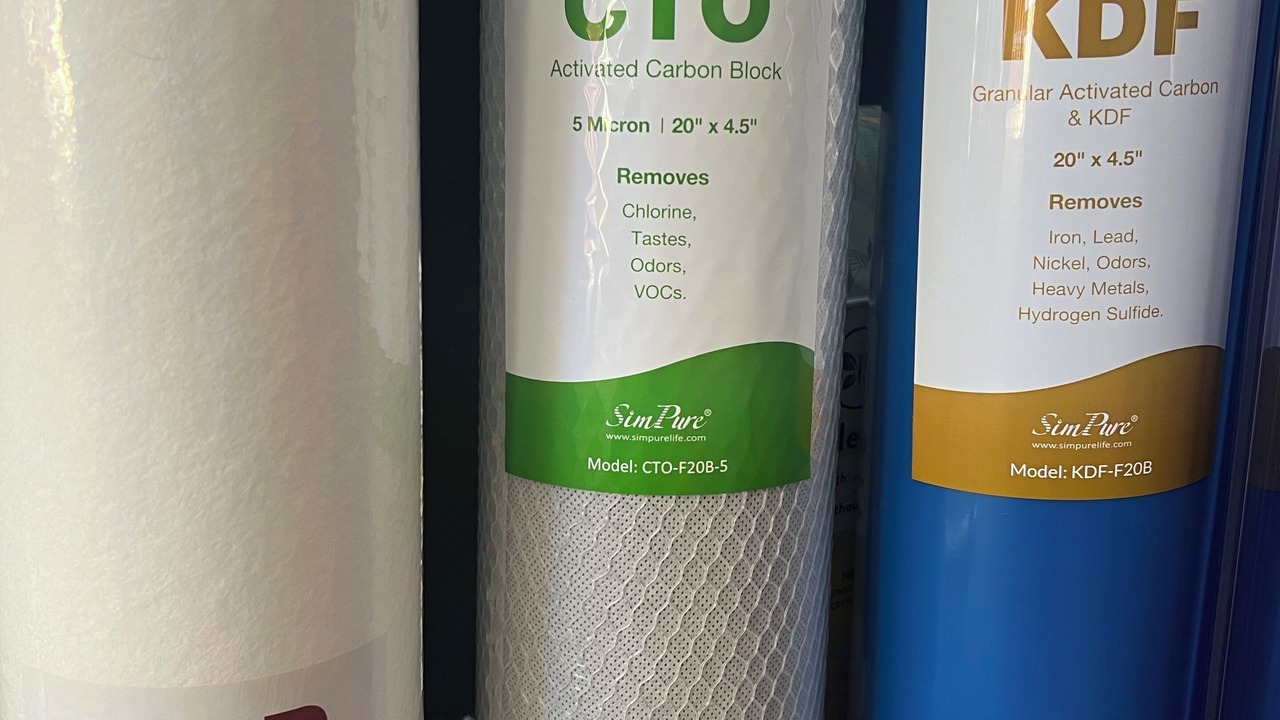 CTO
Activated Carbon Block
5 Micron | 20" x 4.5"
Removes
Chlorine,
Tastes,
Odors,
VOCs.
SimPure®
www.simpurelife.com
Model: CTO-F20B-5
KDF
Granular Activated Carbon
& KDF
20" x 4.5"
Removes
Iron, Lead,
Nickel, Odors,
Heavy Metals,
Hydrogen Sulfide.
SimPure®
www.simpurelife.com
Model: KDF-F20B